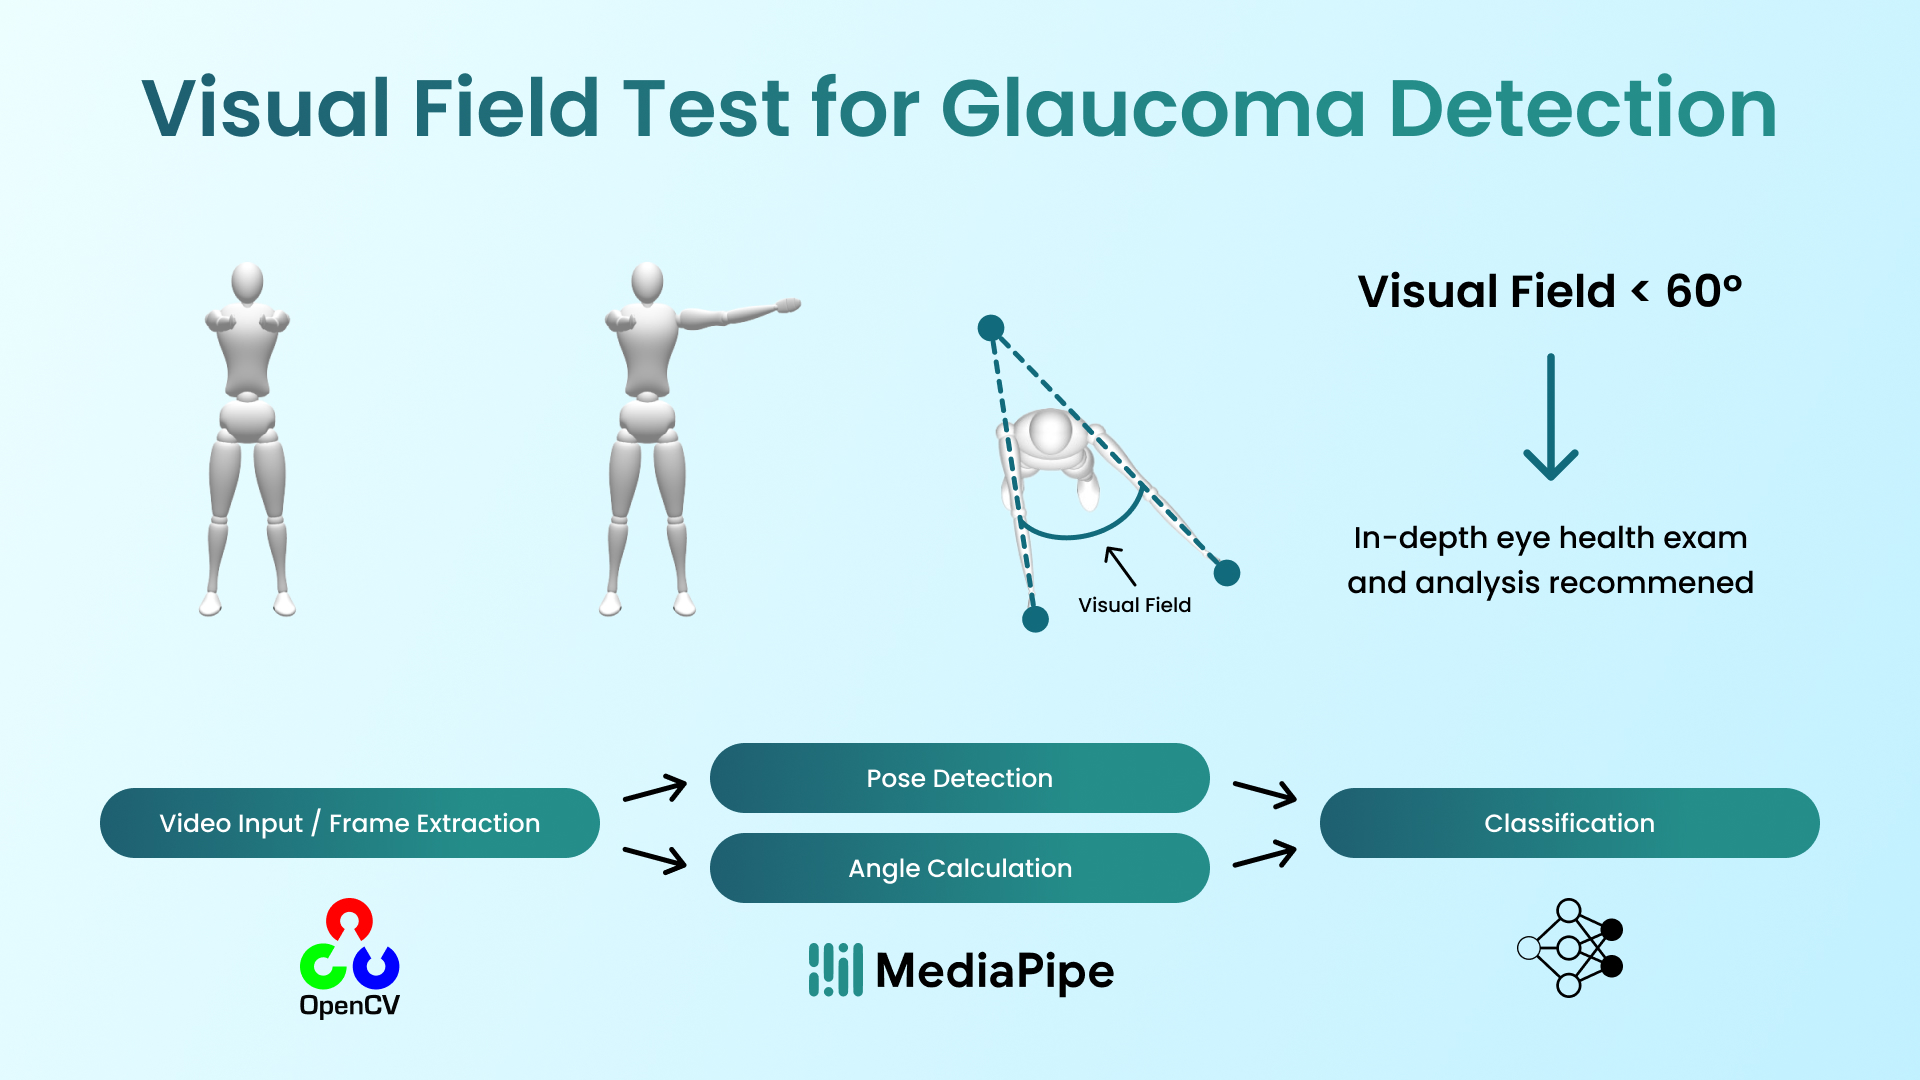 Visual Field Test for Glaucoma Detection
Visual Field < 60°
In-depth eye health exam
and analysis recommened
Visual Field
Video Input / Frame Extraction
Pose Detection
Angle Calculation
Classification
OpenCV
MediaPipe